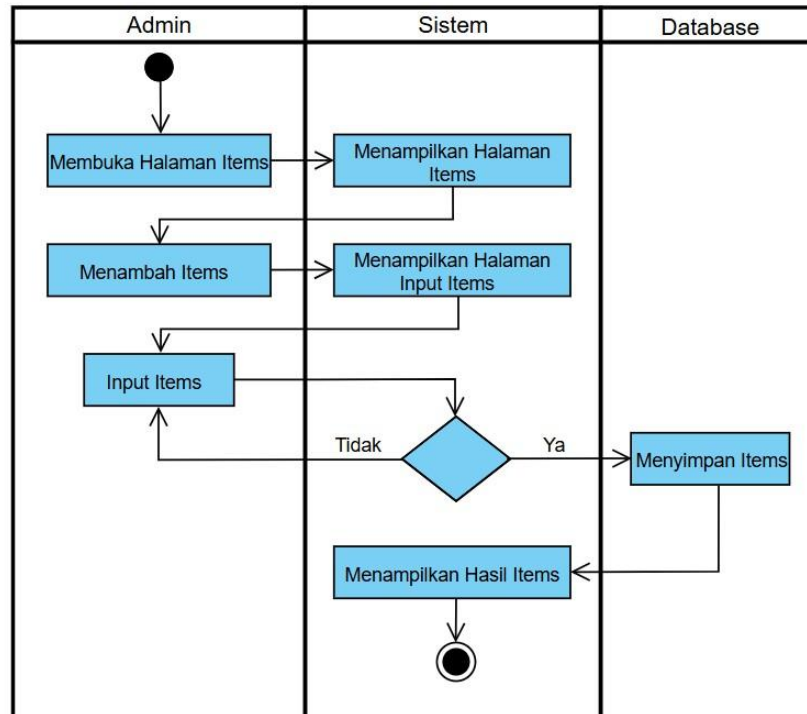 Admin
Sistem
Database
Membuka Halaman Items
Menampilkan Halaman
Items
Menambah Items
Menampilkan Halaman
Input Items
Input Items
Tidak
Ya
Menyimpan Items
Menampilkan Hasil Items